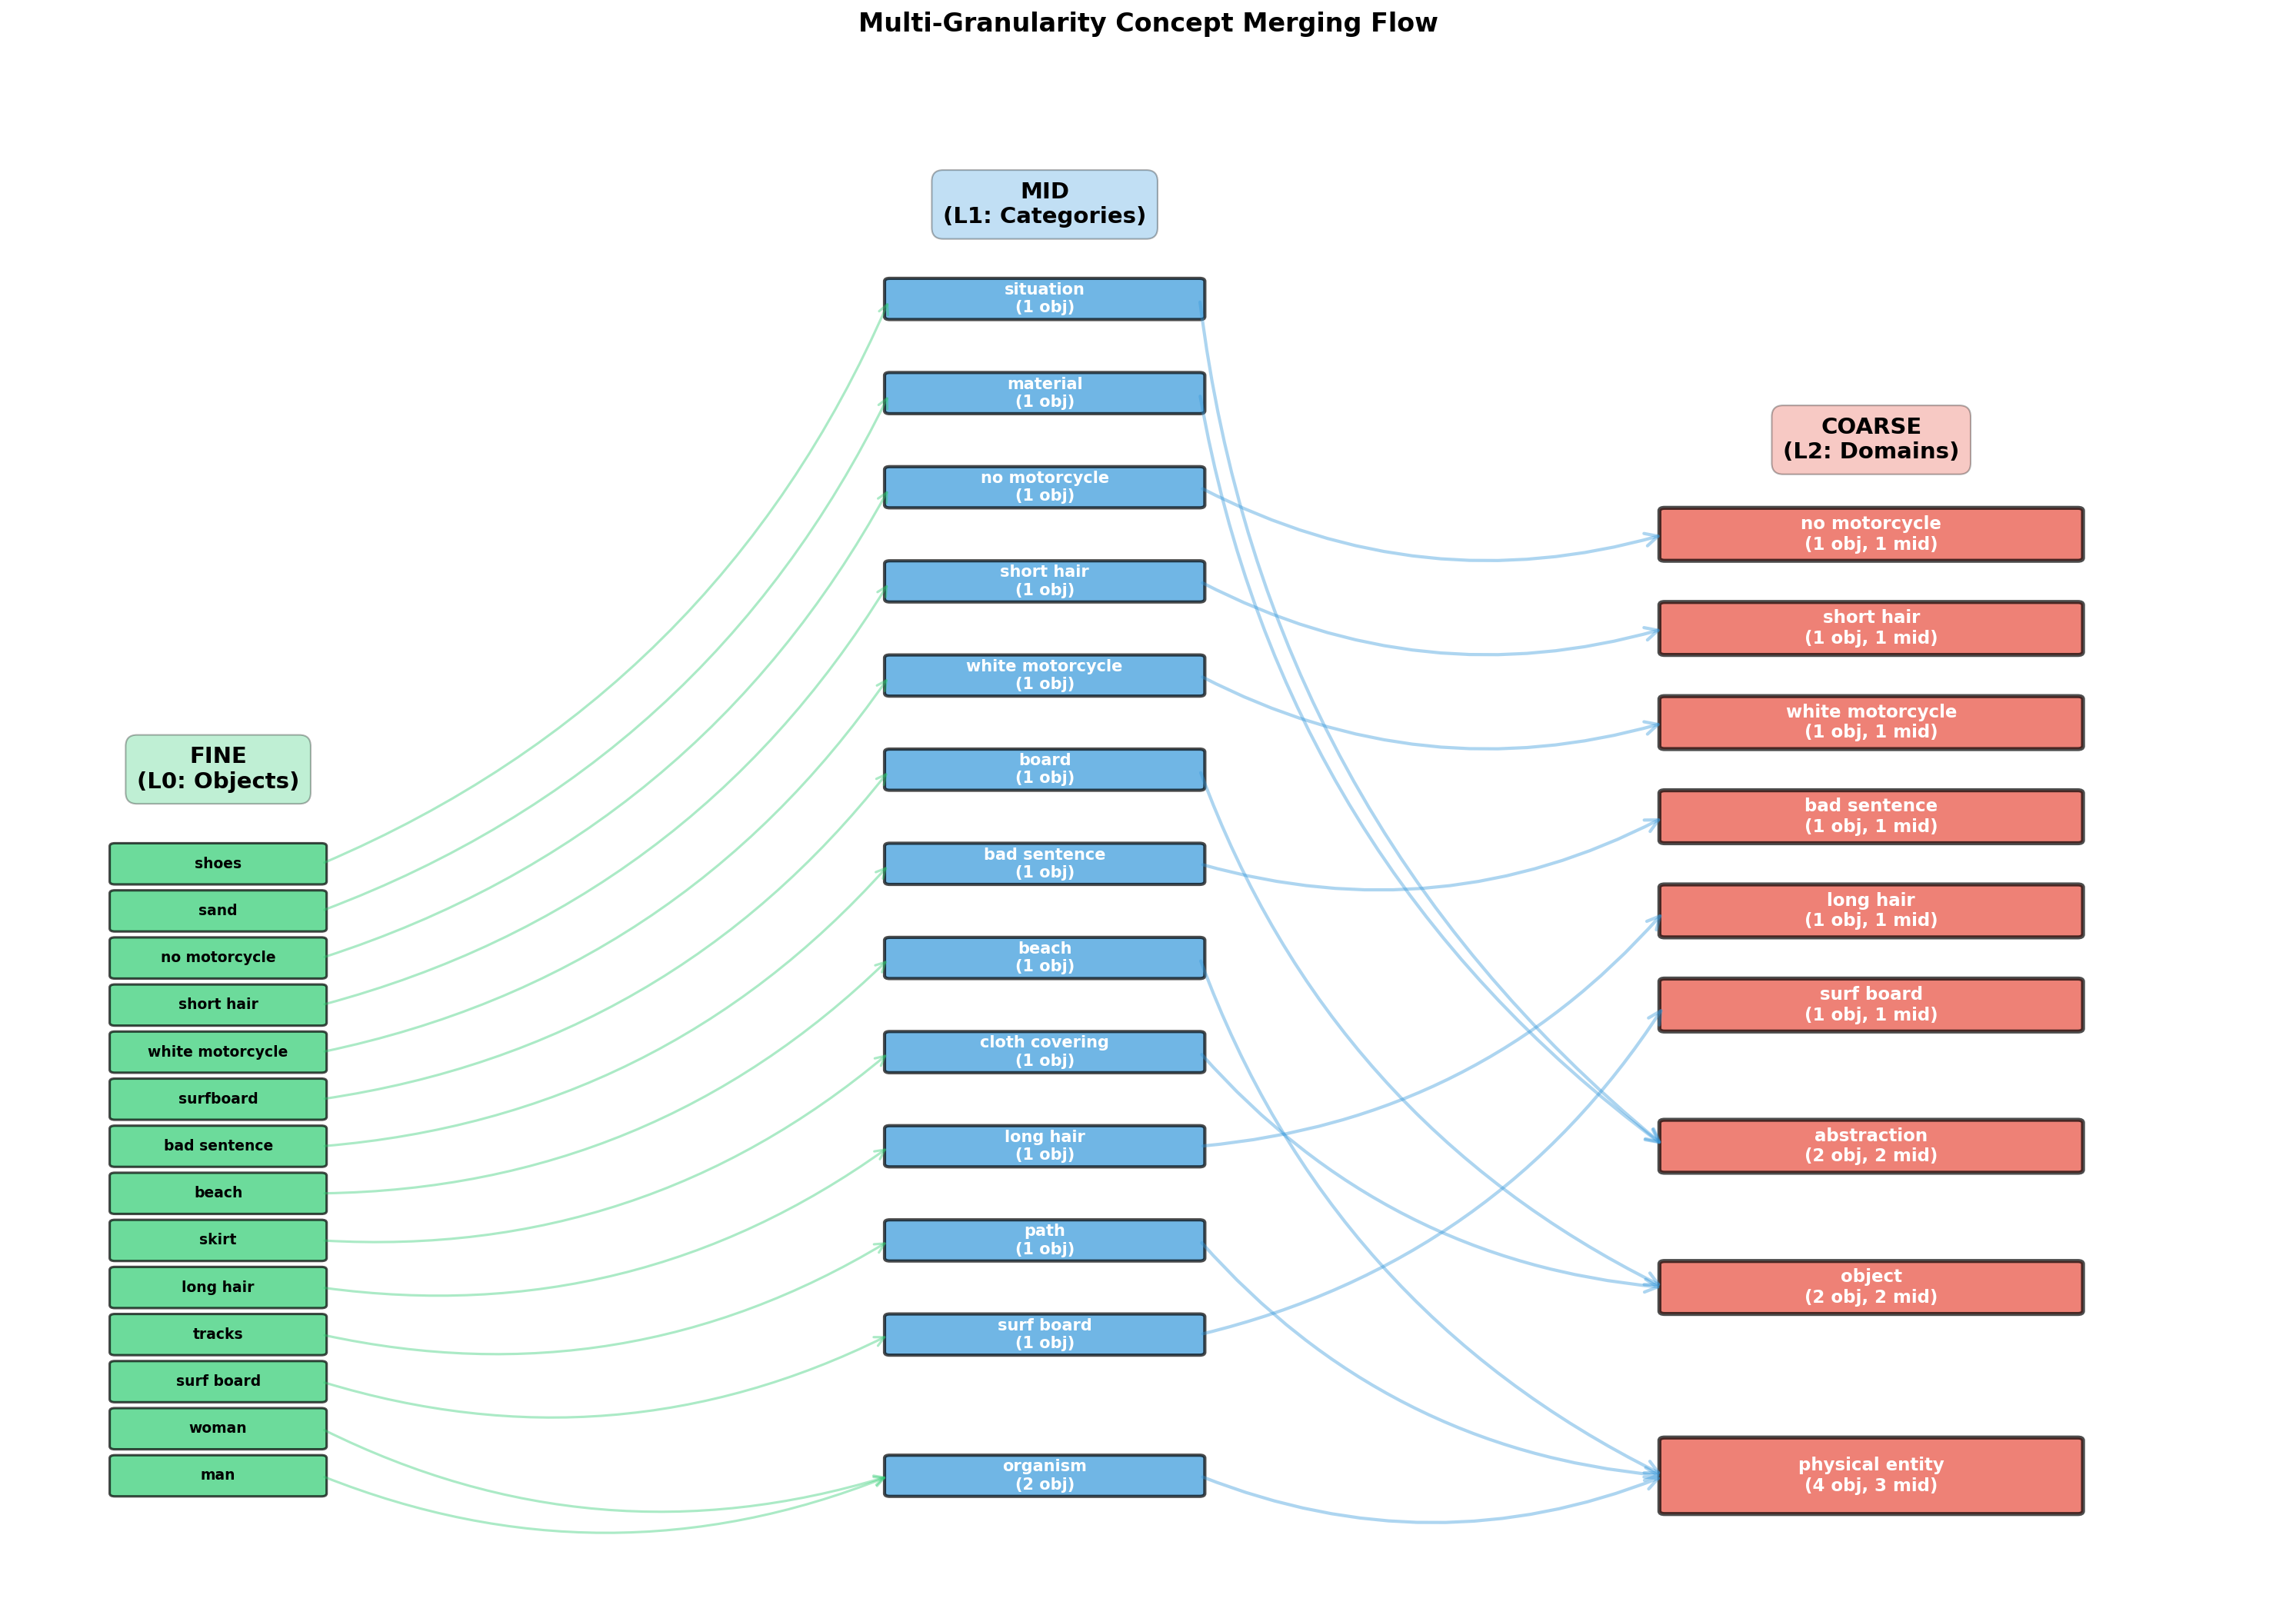 Multi-Granularity Concept Merging Flow
FINE
(L0: Objects)
shoes
sand
no motorcycle
short hair
white motorcycle
surfboard
bad sentence
beach
skirt
long hair
tracks
surf board
woman
man
MID
(L1: Categories)
situation
(1 obj)
material
(1 obj)
no motorcycle
(1 obj)
short hair
(1 obj)
white motorcycle
(1 obj)
board
(1 obj)
bad sentence
(1 obj)
beach
(1 obj)
cloth covering
(1 obj)
long hair
(1 obj)
path
(1 obj)
surf board
(1 obj)
organism
(2 obj)
COARSE
(L2: Domains)
no motorcycle
(1 obj, 1 mid)
short hair
(1 obj, 1 mid)
white motorcycle
(1 obj, 1 mid)
bad sentence
(1 obj, 1 mid)
long hair
(1 obj, 1 mid)
surf board
(1 obj, 1 mid)
abstraction
(2 obj, 2 mid)
object
(2 obj, 2 mid)
physical entity
(4 obj, 3 mid)